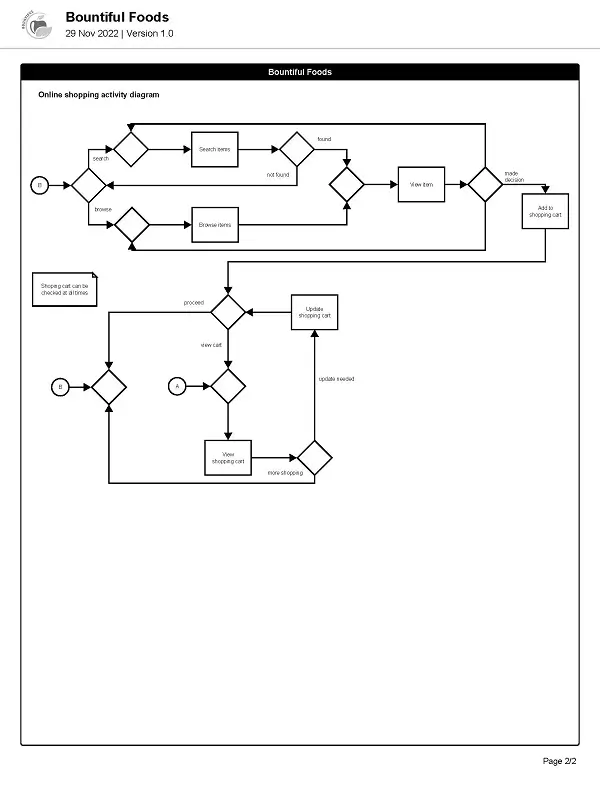 Bountiful Foods
29 Nov 2022 | Version 1.0
Bountiful Foods
Online shopping activity diagram
search
Search items
found
not found
View item
made
decision
Add to
shopping cart
browse
Browse items
Shoping cart can be
checked at all times
proceed
Update
shopping cart
view cart
update needed
B
A
View
shopping cart
more shopping
Page 2/2